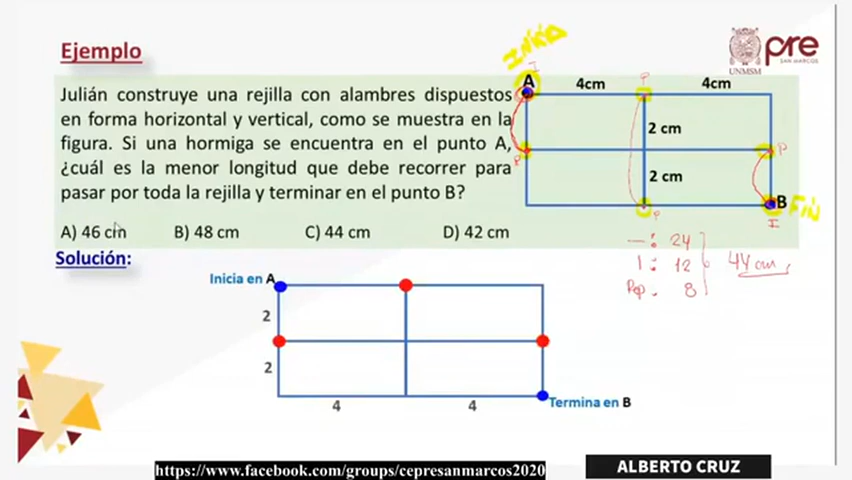 Ejemplo
UNMSM
pre
SAN MARCOS
INICIO
I
A
4cm
P
4cm
Julián construye una rejilla con alambres dispuestos
en forma horizontal y vertical, como se muestra en la
figura. Si una hormiga se encuentra en el punto A,
¿cuál es la menor longitud que debe recorrer para
pasar por toda la rejilla y terminar en el punto B?
2 cm
P
P
2 cm
B
FIN
P
I
A) 46 cm B) 48 cm C) 44 cm D) 42 cm
— : 24
I : 12
Rep. 8
44 cm
Solución:
Inicia en A
2
2
4
4
Termina en B
https://www.facebook.com/groups/cepresanmarcos2020
ALBERTO CRUZ